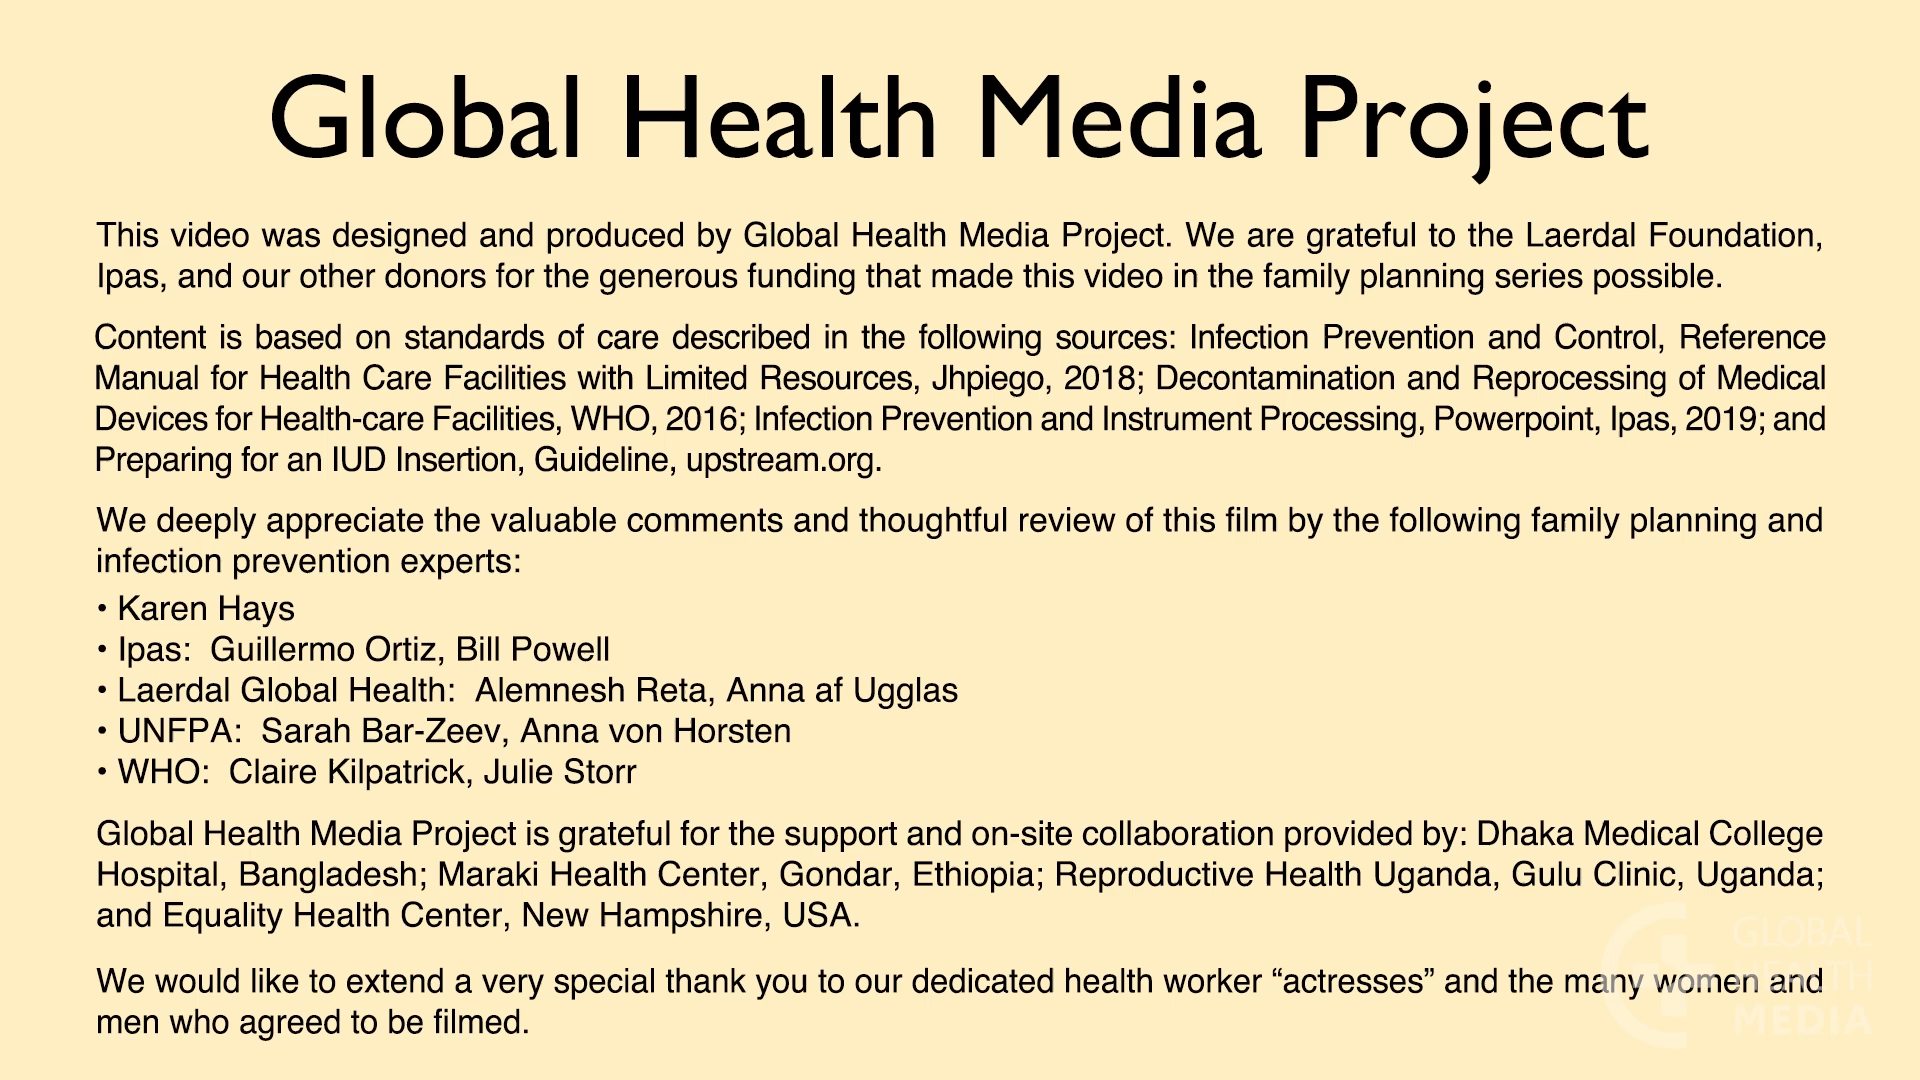 Global Health Media Project
This video was designed and produced by Global Health Media Project. We are grateful to the Laerdal Foundation,
Ipas, and our other donors for the generous funding that made this video in the family planning series possible.
Content is based on standards of care described in the following sources: Infection Prevention and Control, Reference
Manual for Health Care Facilities with Limited Resources, Jhpiego, 2018; Decontamination and Reprocessing of Medical
Devices for Health-care Facilities, WHO, 2016; Infection Prevention and Instrument Processing, Powerpoint, Ipas, 2019; and
Preparing for an IUD Insertion, Guideline, upstream.org.
We deeply appreciate the valuable comments and thoughtful review of this film by the following family planning and
infection prevention experts:
• Karen Hays
• Ipas:  Guillermo Ortiz, Bill Powell
• Laerdal Global Health:  Alemnesh Reta, Anna af Ugglas
• UNFPA:  Sarah Bar-Zeev, Anna von Horsten
• WHO:  Claire Kilpatrick, Julie Storr
Global Health Media Project is grateful for the support and on-site collaboration provided by: Dhaka Medical College
Hospital, Bangladesh; Maraki Health Center, Gondar, Ethiopia; Reproductive Health Uganda, Gulu Clinic, Uganda;
and Equality Health Center, New Hampshire, USA.
We would like to extend a very special thank you to our dedicated health worker “actresses” and the many women and
men who agreed to be filmed.
GLOBAL
HEALTH
MEDIA